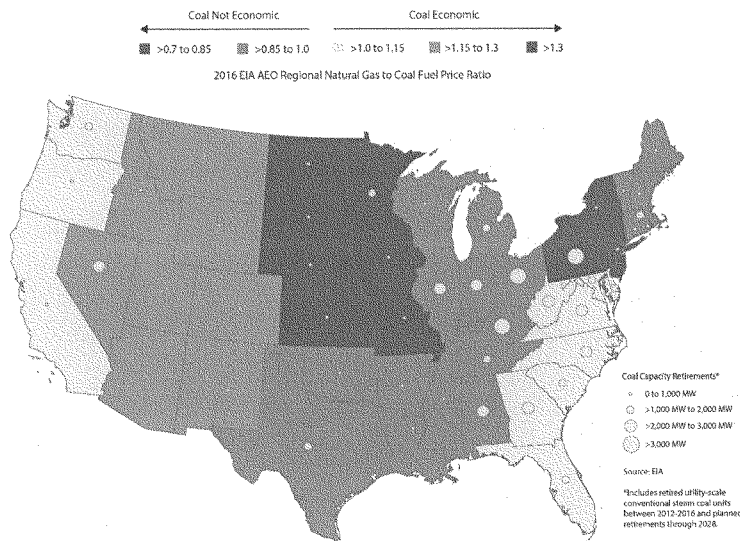 Coal Not Economic
Coal Economic
>0.7 to 0.85
>0.85 to 1.0
>1.0 to 1.15
>1.15 to 1.3
>1.3
2016 EIA AEO Regional Natural Gas to Coal Fuel Price Ratio
Coal Capacity Retirements*
0 to 1,000 MW
>1,000 MW to 2,000 MW
>2,000 MW to 3,000 MW
>3,000 MW
Source: EIA
*Includes retired utility-scale
conventional steam coal units
between 2012-2016 and planned
retirements through 2028.